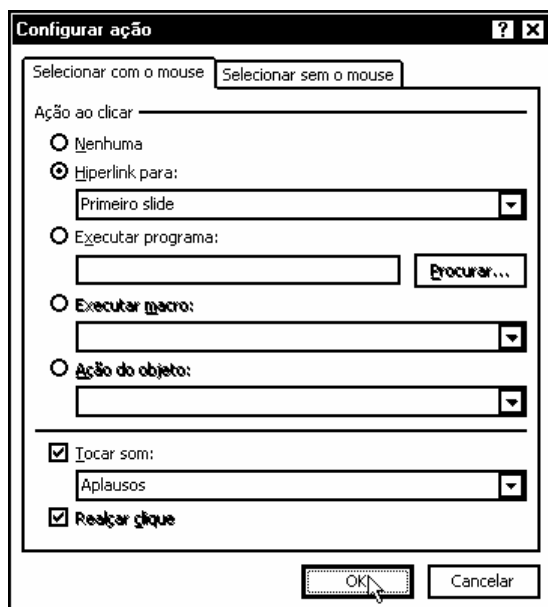 Configurar ação
Selecionar com o mouse
Selecionar sem o mouse
Ação ao clicar
Nenhuma
Hiperlink para:
Primeiro slide
Executar programa:
Procurar...
Executar macro:
Ação do objeto:
Tocar som:
Aplausos
Realçar clique
OK
Cancelar